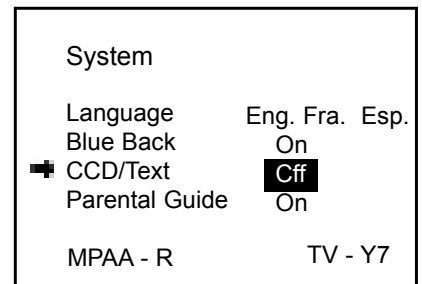 System
Language Eng. Fra. Esp.
Blue Back On
CCD/Text Cff
Parental Guide On
MPAA - R TV - Y7